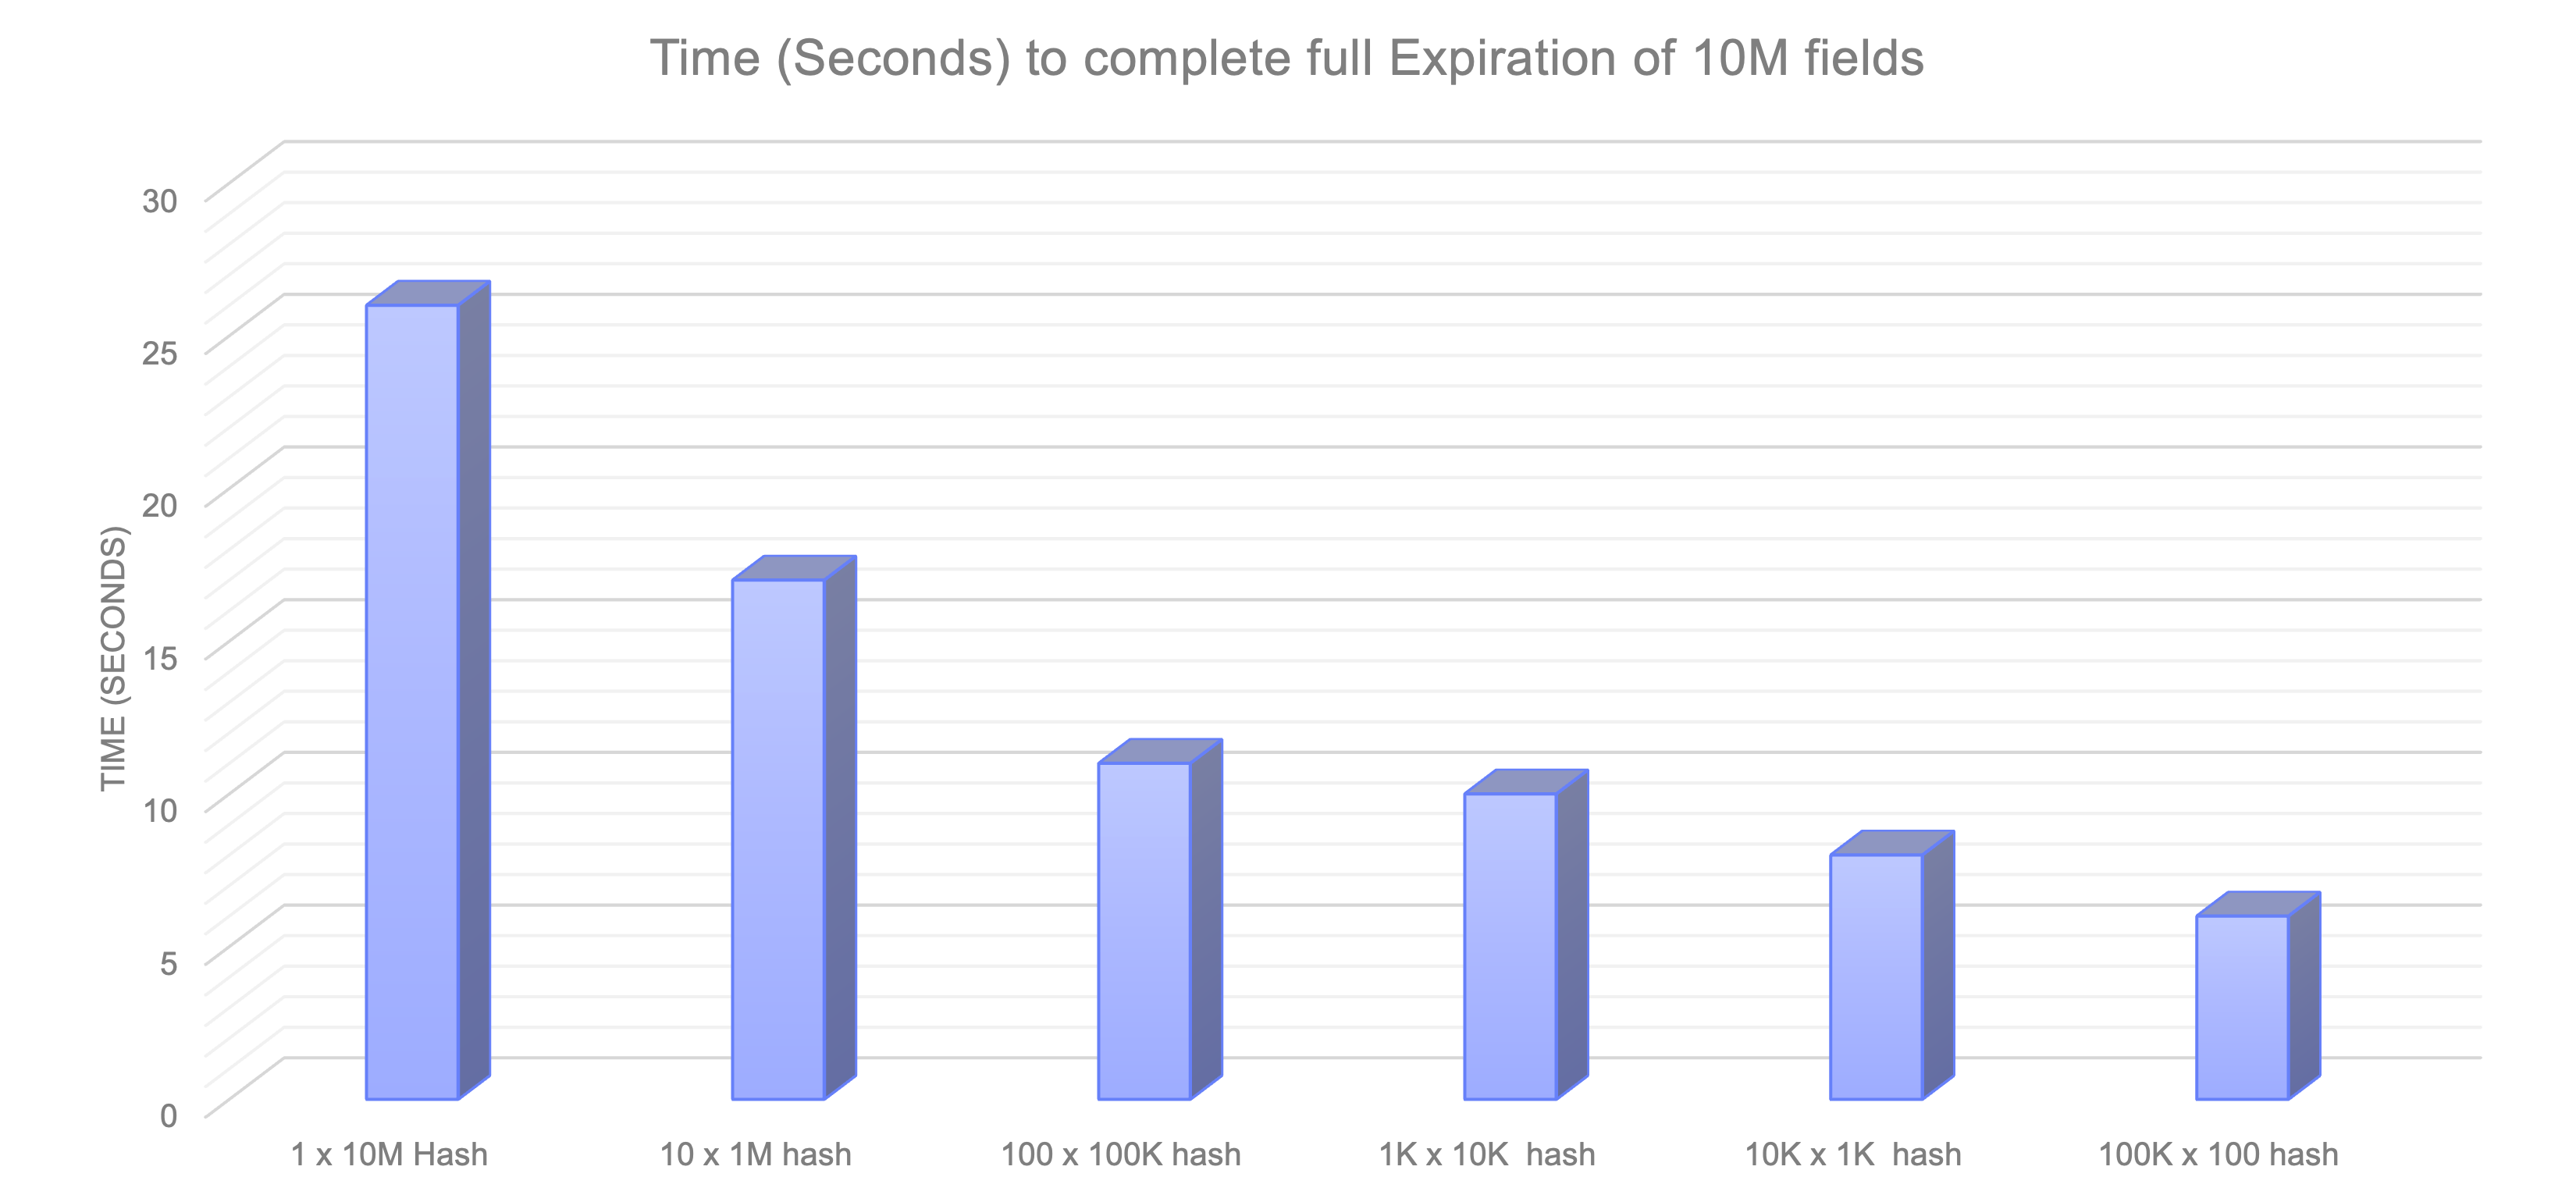 Time (Seconds) to complete full Expiration of 10M fields
30
25
20
15
10
5
0
TIME (SECONDS)
1 x 10M Hash
10 x 1M hash
100 x 100K hash
1K x 10K  hash
10K x 1K  hash
100K x 100 hash